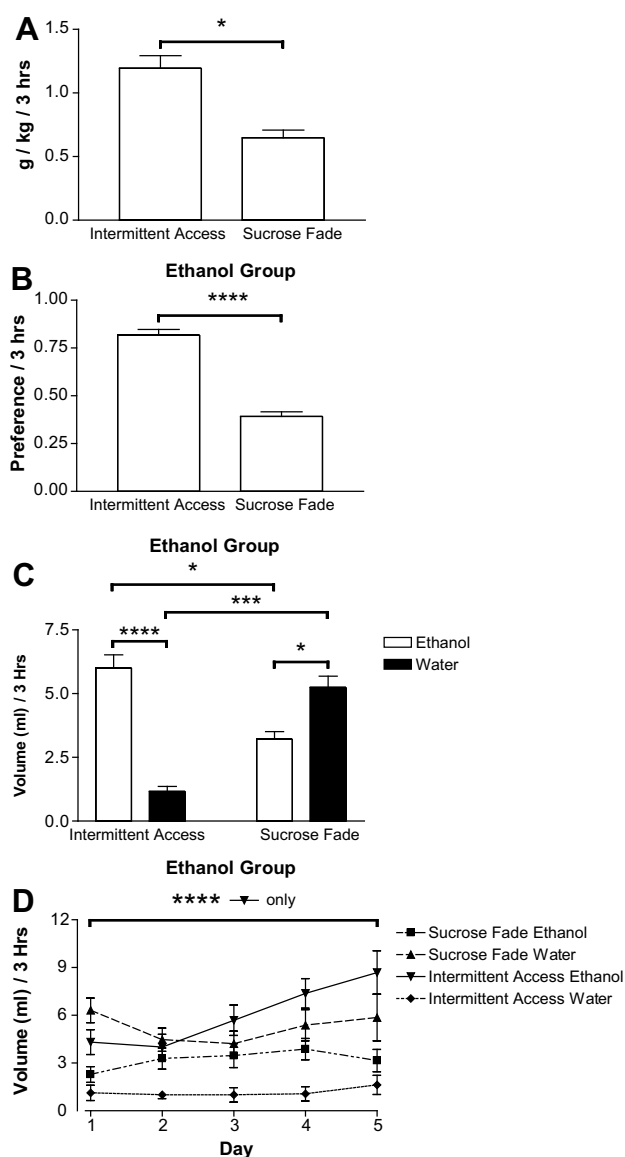 A
*
g / kg / 3 hrs
1.5
1.0
0.5
0.0
Intermittent Access Sucrose Fade
Ethanol Group
B
****
Preference / 3 hrs
1.00
0.75
0.50
0.25
0.00
Intermittent Access Sucrose Fade
Ethanol Group
C
*
***
****
*
Volume (ml) / 3 Hrs
7.5
5.0
2.5
0.0
Ethanol
Water
Intermittent Access Sucrose Fade
Ethanol Group
D
**** only
Volume (ml) / 3 Hrs
12
9
6
3
0
Sucrose Fade Ethanol
Sucrose Fade Water
Intermittent Access Ethanol
Intermittent Access Water
1 2 3 4 5
Day